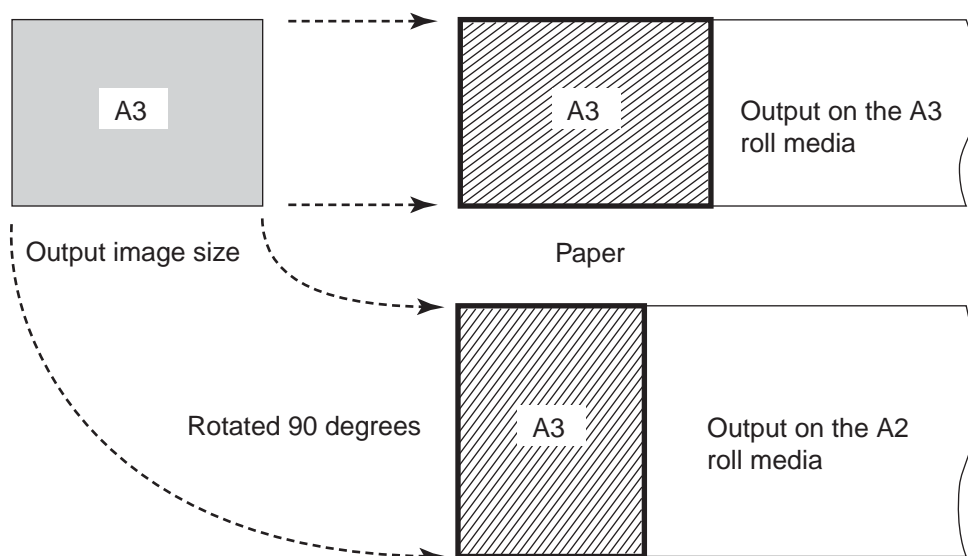 A3
A3
Output on the A3
roll media
Output image size
Paper
Rotated 90 degrees
A3
Output on the A2
roll media